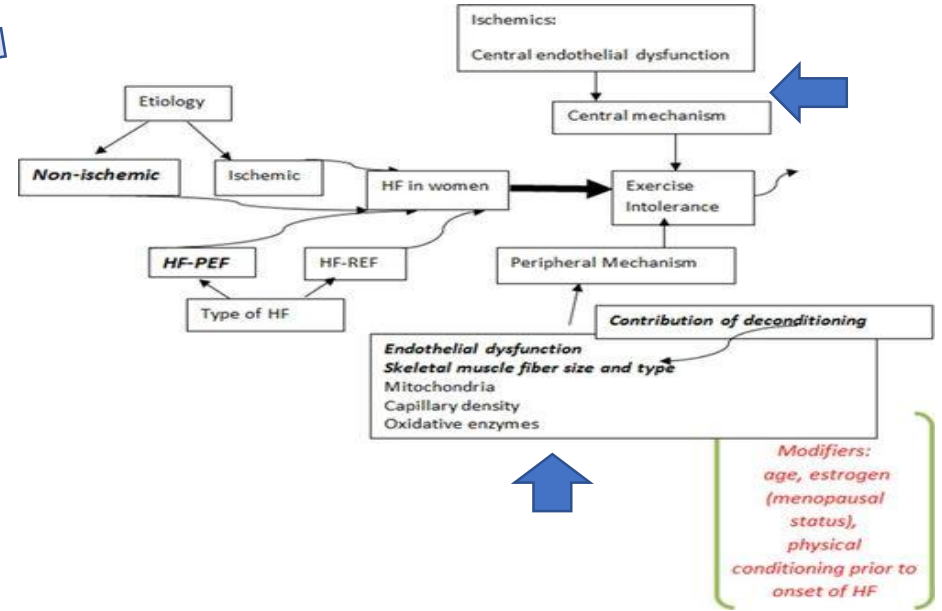 Ischemics:
Central endothelial dysfunction
Etiology
Central mechanism
Non-ischemic
Ischemic
HF in women
Exercise
Intolerance
HF-PEF
HF-REF
Peripheral Mechanism
Type of HF
Contribution of deconditioning
Endothelial dysfunction
Skeletal muscle fiber size and type
Mitochondria
Capillary density
Oxidative enzymes
Modifiers:
age, estrogen
(menopausal
status),
physical
conditioning prior to
onset of HF